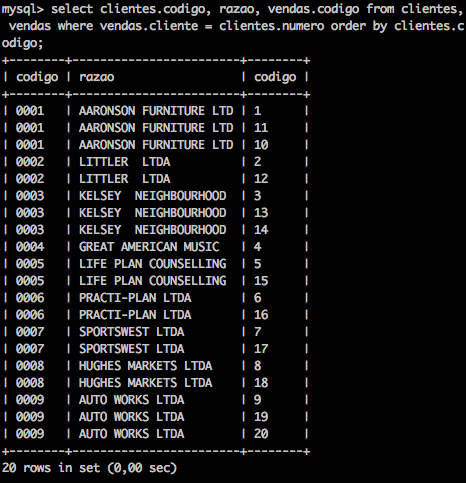 mysql> select clientes.codigo, razao, vendas.codigo from clientes,
 vendas where vendas.cliente = clientes.numero order by clientes.c
odigo;
+--------+------------------------+--------+
| codigo | razao                  | codigo |
+--------+------------------------+--------+
| 0001   | AARONSON FURNITURE LTD | 1      |
| 0001   | AARONSON FURNITURE LTD | 11     |
| 0001   | AARONSON FURNITURE LTD | 10     |
| 0002   | LITTLER  LTDA          | 2      |
| 0002   | LITTLER  LTDA          | 12     |
| 0003   | KELSEY  NEIGHBOURHOOD  | 3      |
| 0003   | KELSEY  NEIGHBOURHOOD  | 13     |
| 0003   | KELSEY  NEIGHBOURHOOD  | 14     |
| 0004   | GREAT AMERICAN MUSIC   | 4      |
| 0005   | LIFE PLAN COUNSELLING  | 5      |
| 0005   | LIFE PLAN COUNSELLING  | 15     |
| 0006   | PRACTI-PLAN LTDA       | 6      |
| 0006   | PRACTI-PLAN LTDA       | 16     |
| 0007   | SPORTSWEST LTDA        | 7      |
| 0007   | SPORTSWEST LTDA        | 17     |
| 0008   | HUGHES MARKETS LTDA    | 8      |
| 0008   | HUGHES MARKETS LTDA    | 18     |
| 0009   | AUTO WORKS LTDA        | 9      |
| 0009   | AUTO WORKS LTDA        | 19     |
| 0009   | AUTO WORKS LTDA        | 20     |
+--------+------------------------+--------+
20 rows in set (0,00 sec)